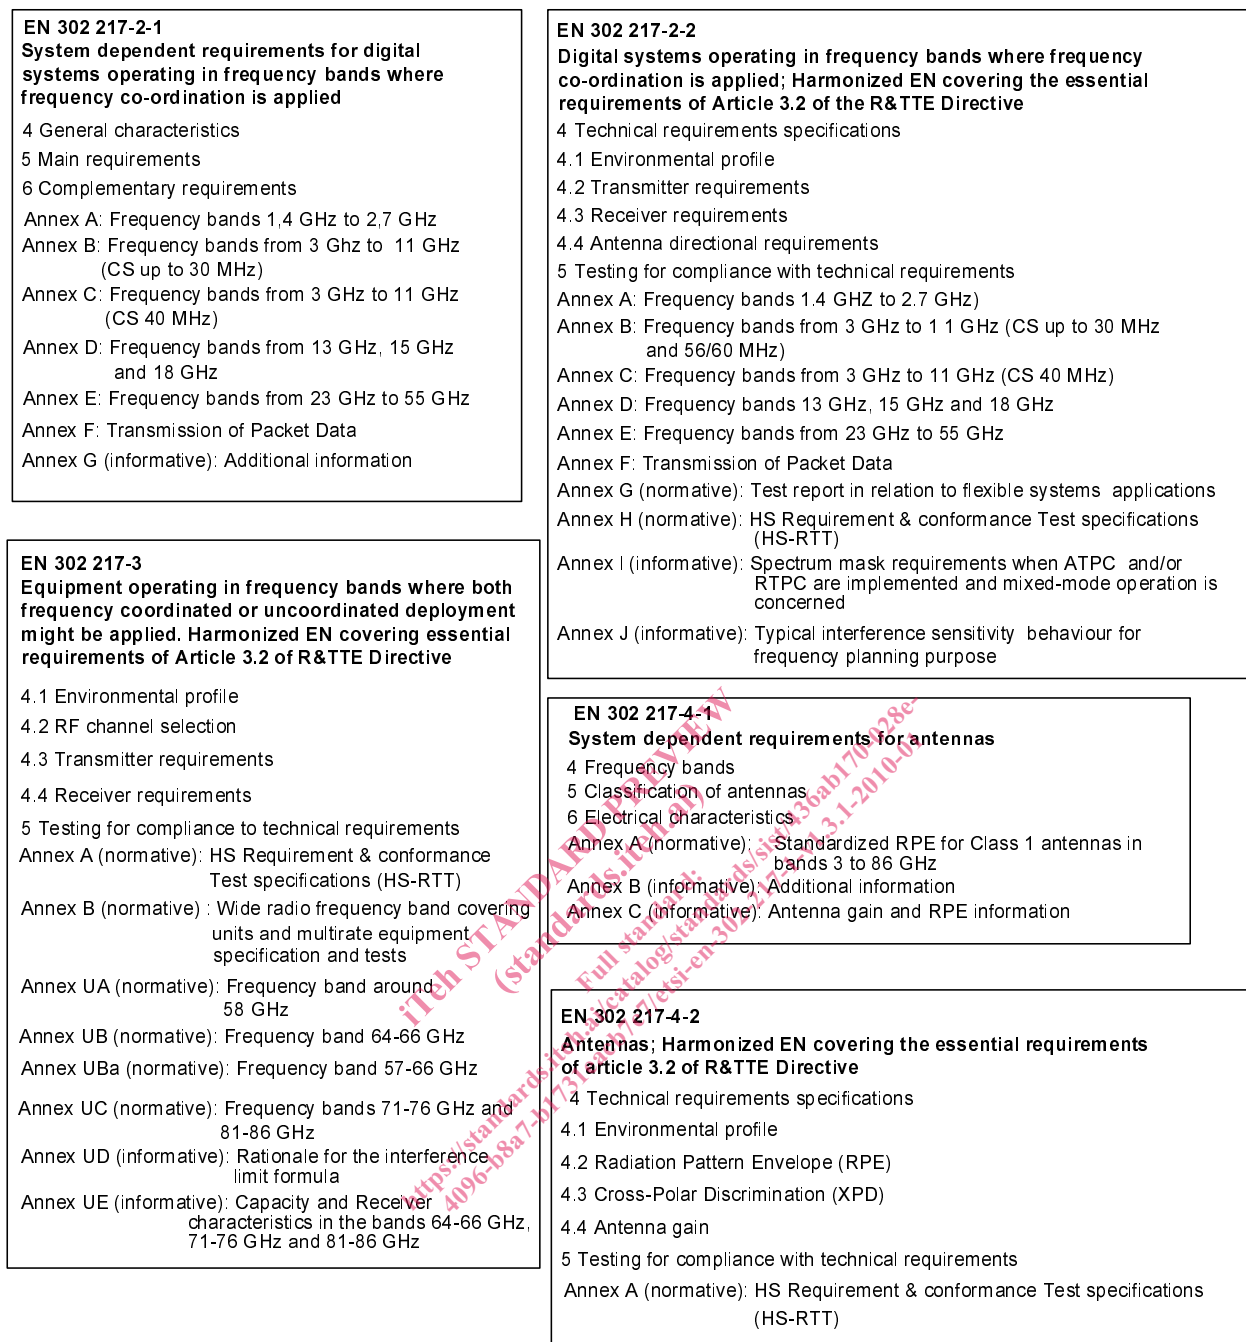 EN 302 217-2-1
System dependent requirements for digital
systems operating in frequency bands where
frequency co-ordination is applied
4 General characteristics
5 Main requirements
6 Complementary requirements
Annex A: Frequency bands 1,4 GHz to 2,7 GHz
Annex B: Frequency bands from 3 Ghz to 11 GHz
(CS up to 30 MHz)
Annex C: Frequency bands from 3 GHz to 11 GHz
(CS 40 MHz)
Annex D: Frequency bands from 13 GHz, 15 GHz
and 18 GHz
Annex E: Frequency bands from 23 GHz to 55 GHz
Annex F: Transmission of Packet Data
Annex G (informative): Additional information
EN 302 217-2-2
Digital systems operating in frequency bands where frequency
co-ordination is applied; Harmonized EN covering the essential
requirements of Article 3.2 of the R&TTE Directive
4 Technical requirements specifications
4.1 Environmental profile
4.2 Transmitter requirements
4.3 Receiver requirements
4.4 Antenna directional requirements
5 Testing for compliance with technical requirements
Annex A: Frequency bands 1.4 GHZ to 2.7 GHz)
Annex B: Frequency bands from 3 GHz to 1 1 GHz (CS up to 30 MHz
and 56/60 MHz)
Annex C: Frequency bands from 3 GHz to 11 GHz (CS 40 MHz)
Annex D: Frequency bands 13 GHz, 15 GHz and 18 GHz
Annex E: Frequency bands from 23 GHz to 55 GHz
Annex F: Transmission of Packet Data
Annex G (normative): Test report in relation to flexible systems applications
Annex H (normative): HS Requirement & conformance Test specifications
(HS-RTT)
Annex I (informative): Spectrum mask requirements when ATPC and/or
RTPC are implemented and mixed-mode operation is
concerned
Annex J (informative): Typical interference sensitivity behaviour for
frequency planning purpose
EN 302 217-3
Equipment operating in frequency bands where both
frequency coordinated or uncoordinated deployment
might be applied. Harmonized EN covering essential
requirements of Article 3.2 of R&TTE Directive
4.1 Environmental profile
4.2 RF channel selection
4.3 Transmitter requirements
4.4 Receiver requirements
5 Testing for compliance to technical requirements
Annex A (normative): HS Requirement & conformance
Test specifications (HS-RTT)
Annex B (normative) : Wide radio frequency band covering
units and multirate equipment
specification and tests
Annex UA (normative): Frequency band around
58 GHz
Annex UB (normative): Frequency band 64-66 GHz
Annex UBa (normative): Frequency band 57-66 GHz
Annex UC (normative): Frequency bands 71-76 GHz and
81-86 GHz
Annex UD (informative): Rationale for the interference
limit formula
Annex UE (informative): Capacity and Receiver
characteristics in the bands 64-66 GHz,
71-76 GHz and 81-86 GHz
EN 302 217-4-1
System dependent requirements for antennas
4 Frequency bands
5 Classification of antennas
6 Electrical characteristics
Annex A (normative): Standardized RPE for Class 1 antennas in
bands 3 to 86 GHz
Annex B (informative): Additional information
Annex C (informative): Antenna gain and RPE information
EN 302 217-4-2
Antennas; Harmonized EN covering the essential requirements
of article 3.2 of R&TTE Directive
4 Technical requirements specifications
4.1 Environmental profile
4.2 Radiation Pattern Envelope (RPE)
4.3 Cross-Polar Discrimination (XPD)
4.4 Antenna gain
5 Testing for compliance with technical requirements
Annex A (normative): HS Requirement & conformance Test specifications
(HS-RTT)
iTeh STANDARD PREVIEW
(standards.iteh.ai)
Full standard: